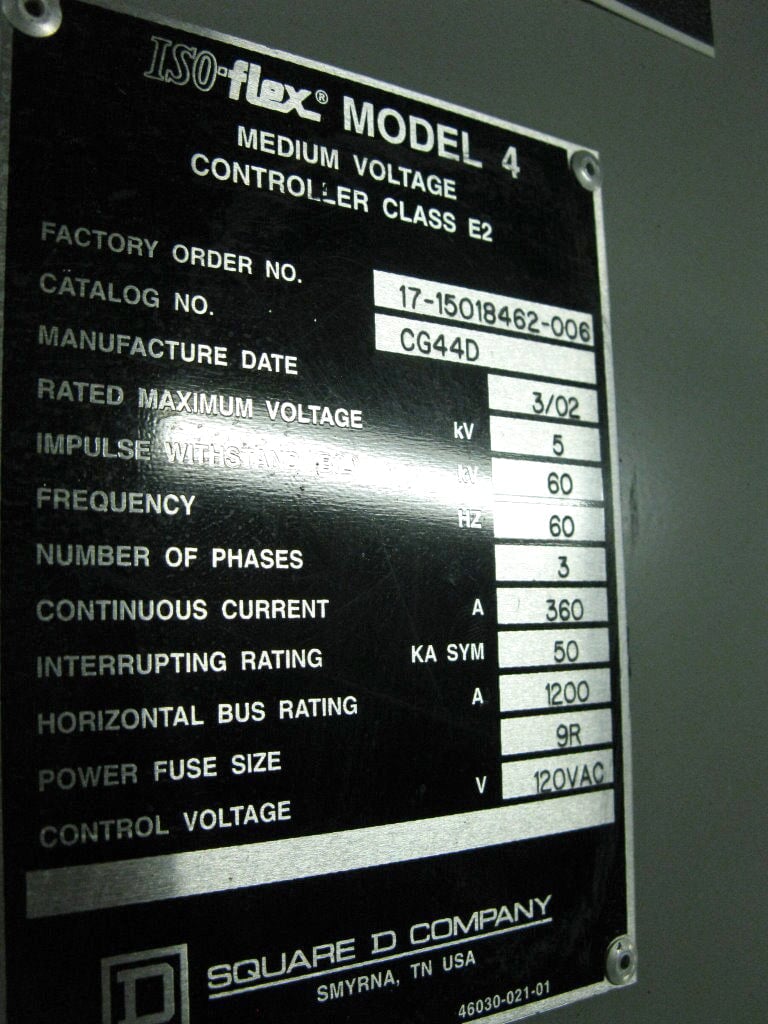 ISO-flex® MODEL 4
MEDIUM VOLTAGE
CONTROLLER CLASS E2
FACTORY ORDER NO. 17-15018462-006
CATALOG NO. CG44D
MANUFACTURE DATE 3/02
RATED MAXIMUM VOLTAGE kV 5
IMPULSE WITHSTAND (BIL) kV 60
FREQUENCY HZ 60
NUMBER OF PHASES 3
CONTINUOUS CURRENT A 360
INTERRUPTING RATING KA SYM 50
HORIZONTAL BUS RATING A 1200
POWER FUSE SIZE 9R
CONTROL VOLTAGE V 120VAC
D SQUARE D COMPANY
SMYRNA, TN USA
46030-021-01